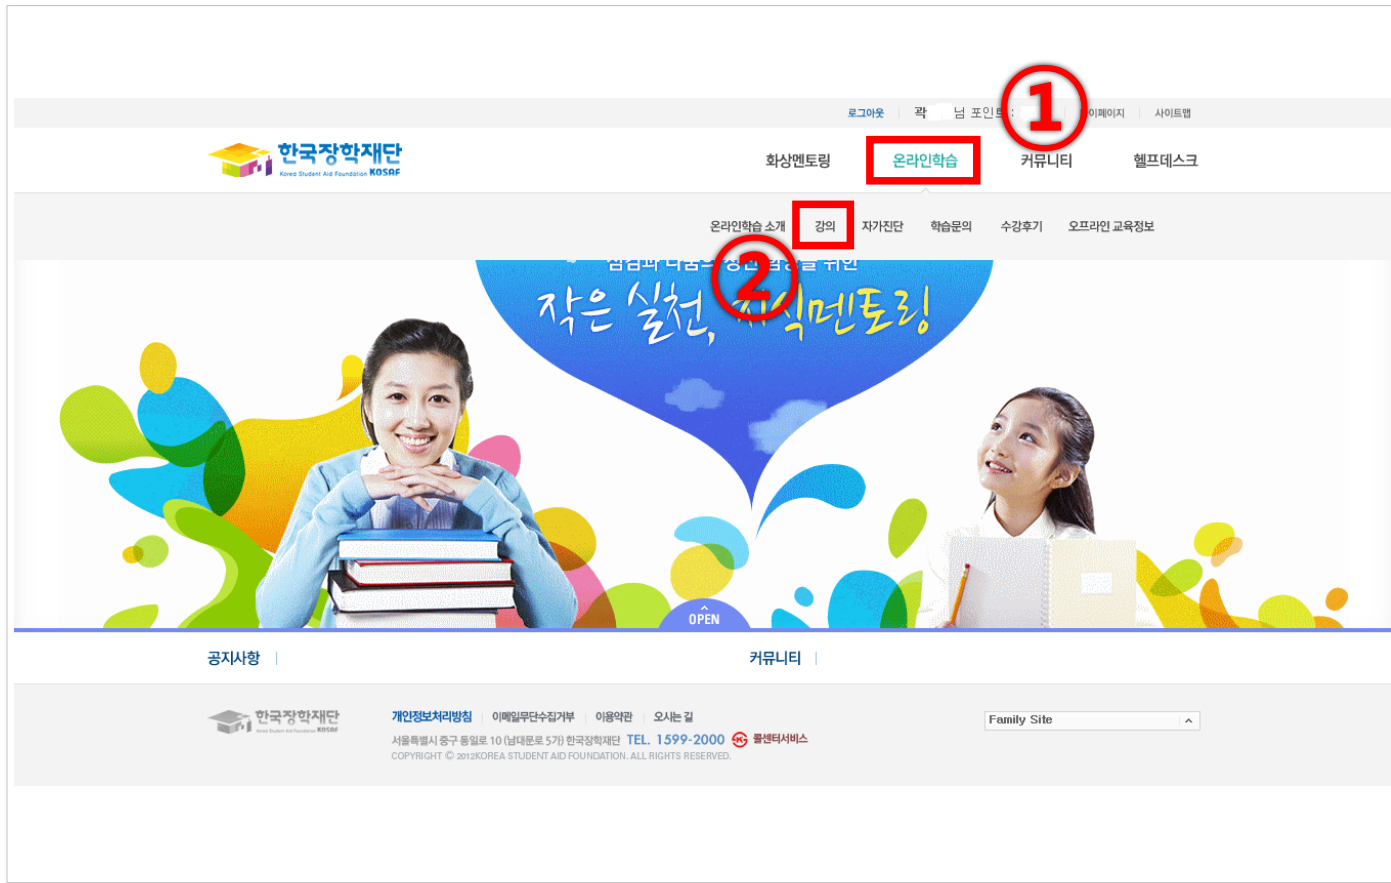 로그아웃 곽 님 포인트 : 이페이지 사이트맵
①
한국장학재단
Korea Student Aid Foundation KOSAF
화상멘토링 온라인학습 커뮤니티 헬프데스크
온라인학습 소개 강의 자가진단 학습문의 수강후기 오프라인 교육정보
②
위한
작은 실천, 지식멘토링
OPEN
공지사항 커뮤니티
한국장학재단
Korea Student Aid Foundation KOSAF
개인정보처리방침 이메일무단수집거부 이용약관 오시는 길
Family Site
서울특별시 중구 통일로 10 (남대문로 5가) 한국장학재단 TEL. 1599-2000 콜센터서비스
COPYRIGHT © 2012KOREA STUDENT AID FOUNDATION. ALL RIGHTS RESERVED.